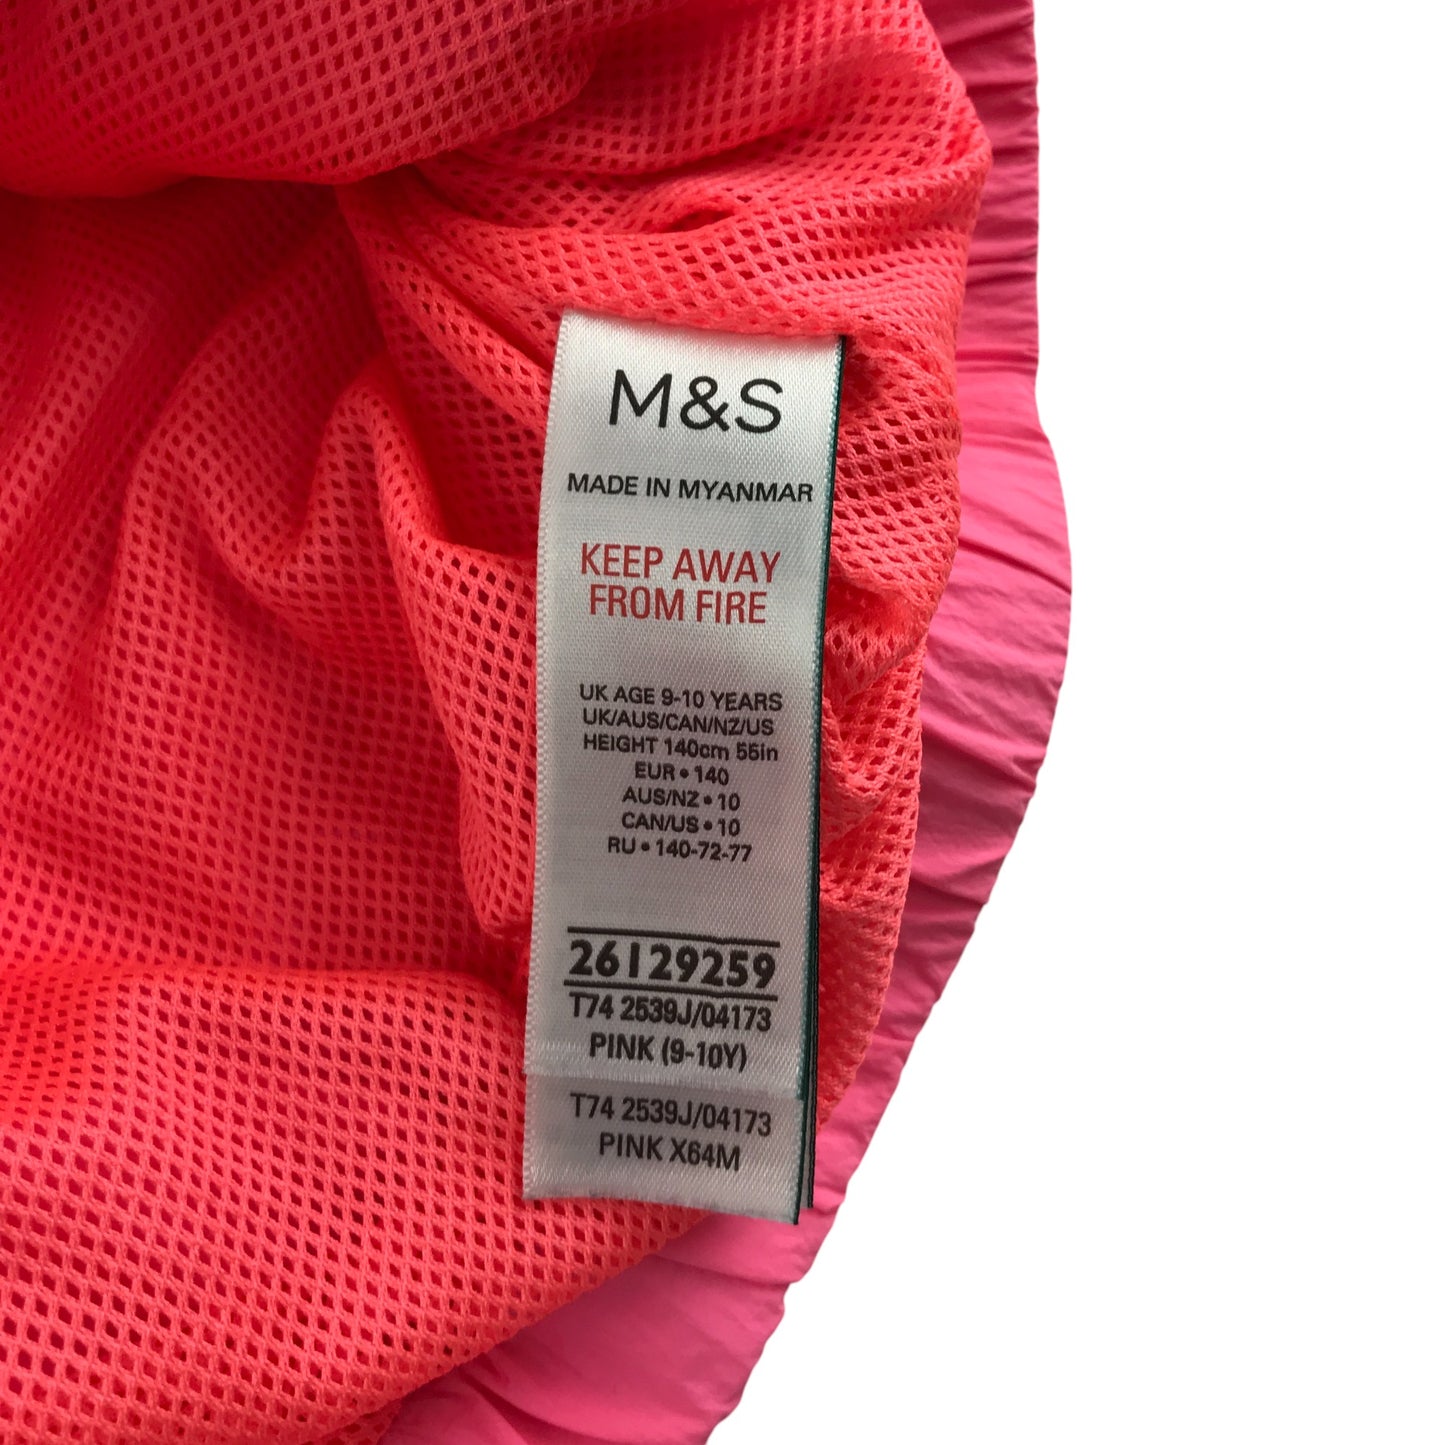 M&S
MADE IN MYANMAR
KEEP AWAY
FROM FIRE
UK AGE 9-10 YEARS
UK/AUS/CAN/NZ/US
HEIGHT 140cm 55in
EUR • 140
AUS/NZ • 10
CAN/US • 10
RU • 140-72-77
26129259
T74 2539J/04173
PINK (9-10Y)
T74 2539J/04173
PINK X64M